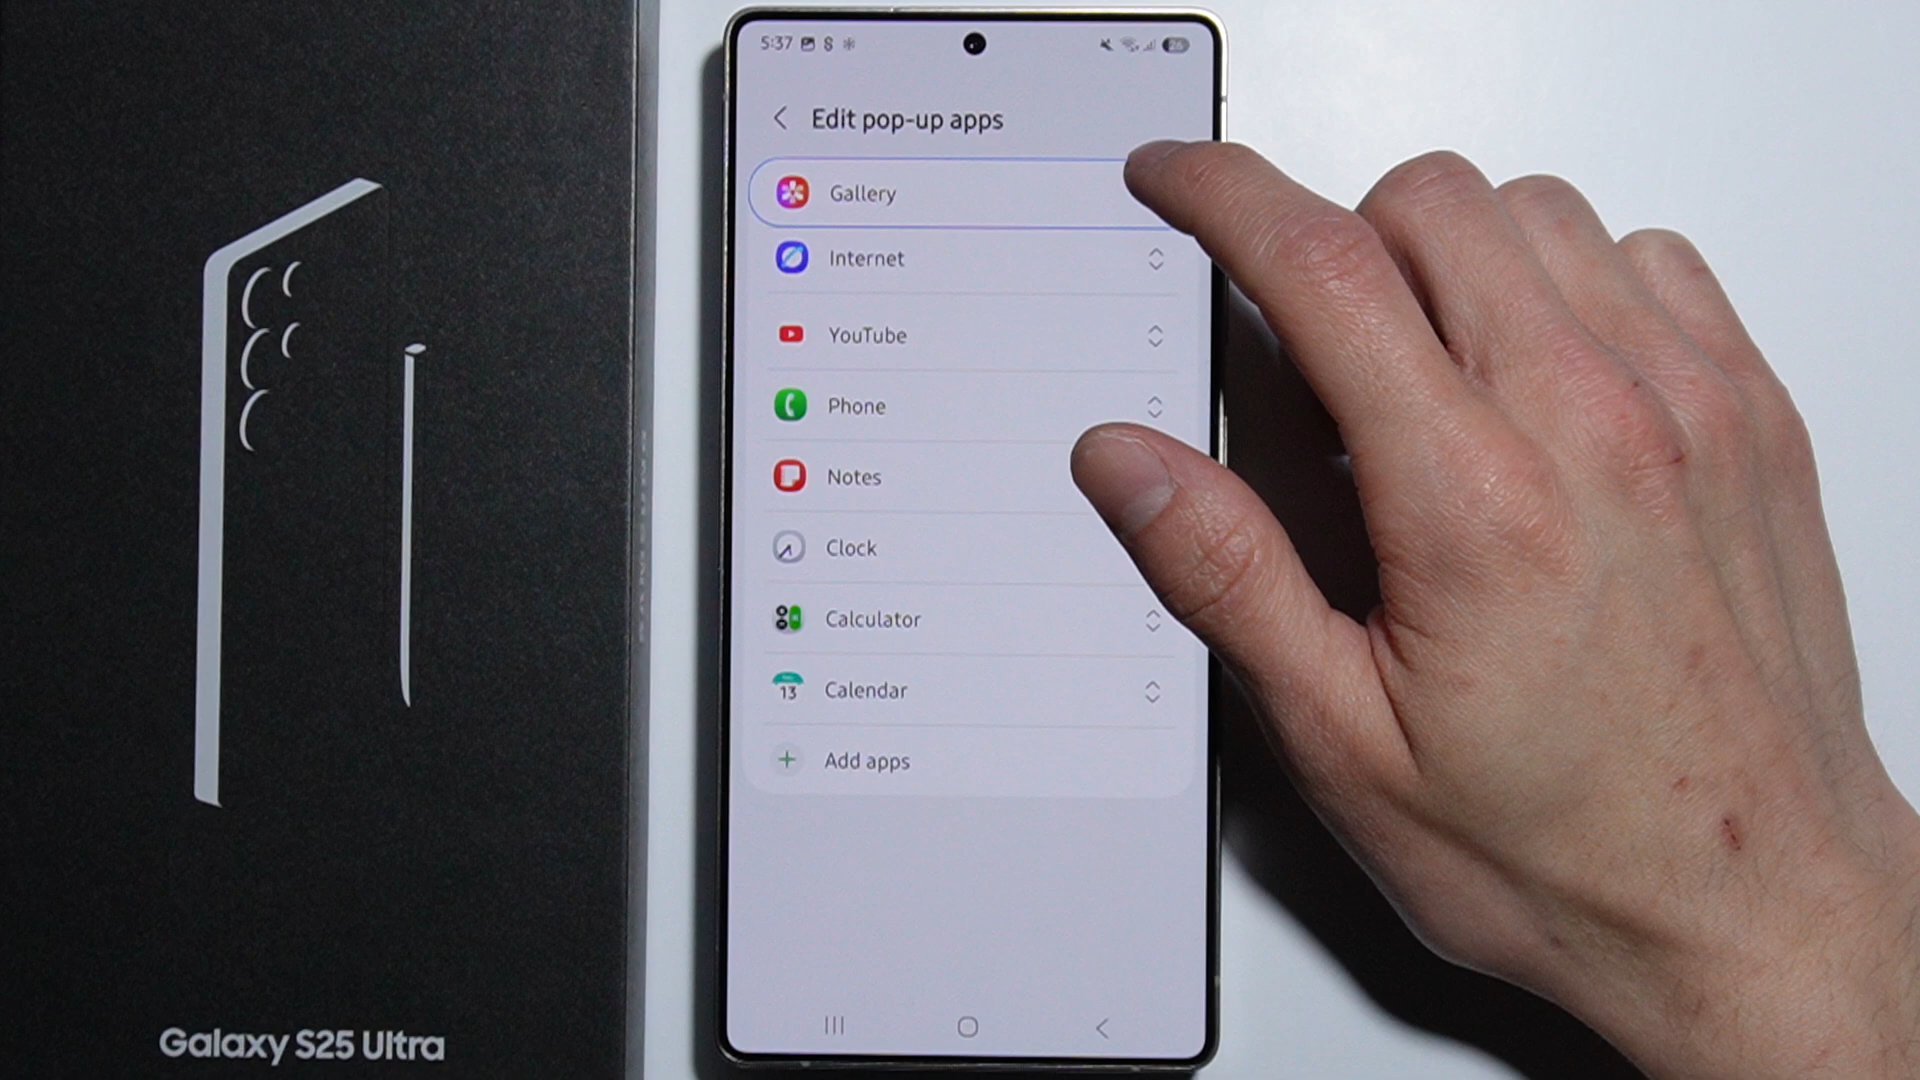 5:37
26
Edit pop-up apps
Gallery
Internet
YouTube
Phone
Notes
Clock
Calculator
13
Calendar
+ Add apps
Galaxy S25 Ultra